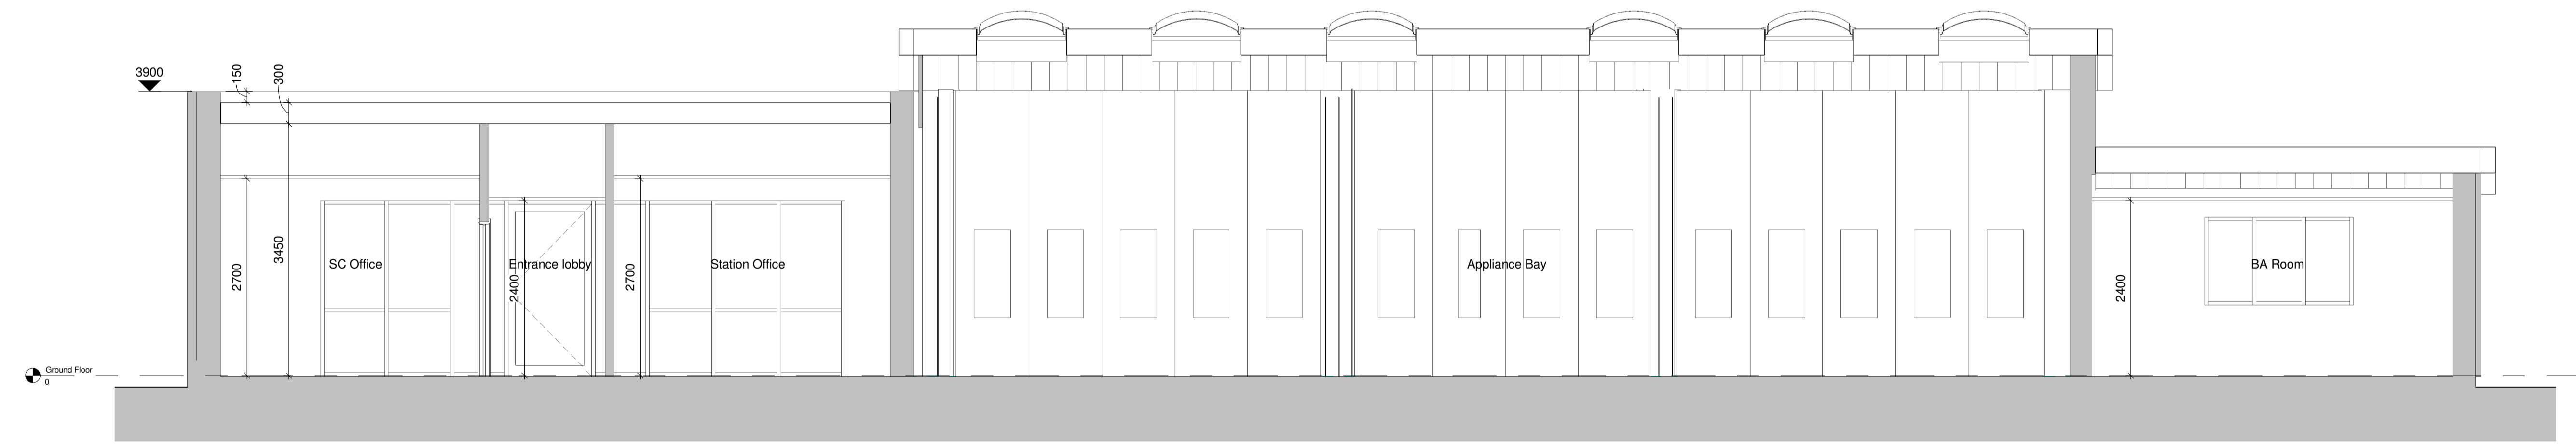 3900
150
300
2700
3450
SC Office
Entrance lobby
2400
2700
Station Office
Appliance Bay
BA Room
2400
Ground Floor
0